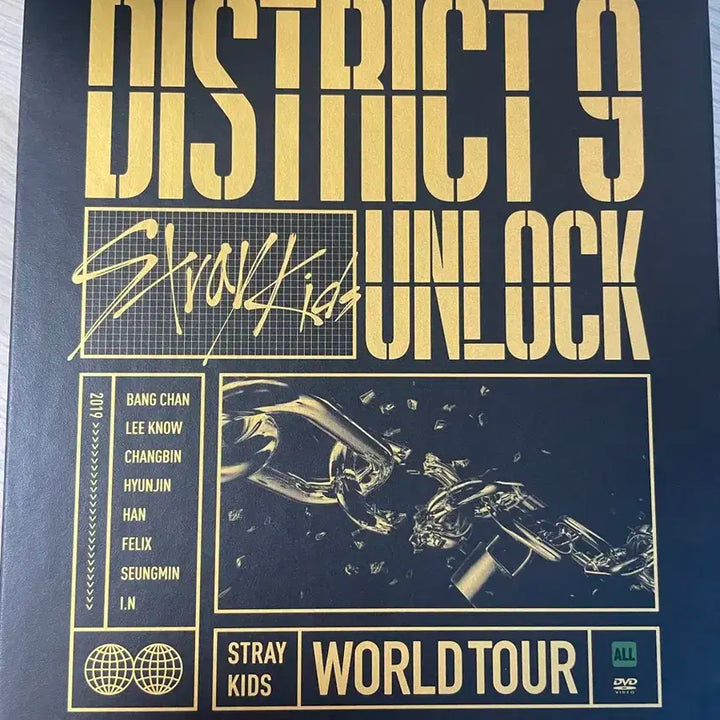 DISTRICT 9
Stray Kids
UNLOCK
2019 >>>>>>>>>>>>>>>>>>>
BANG CHAN
LEE KNOW
CHANGBIN
HYUNJIN
HAN
FELIX
SEUNGMIN
I.N
STRAY
KIDS
WORLD TOUR
ALL
DVD
VIDEO